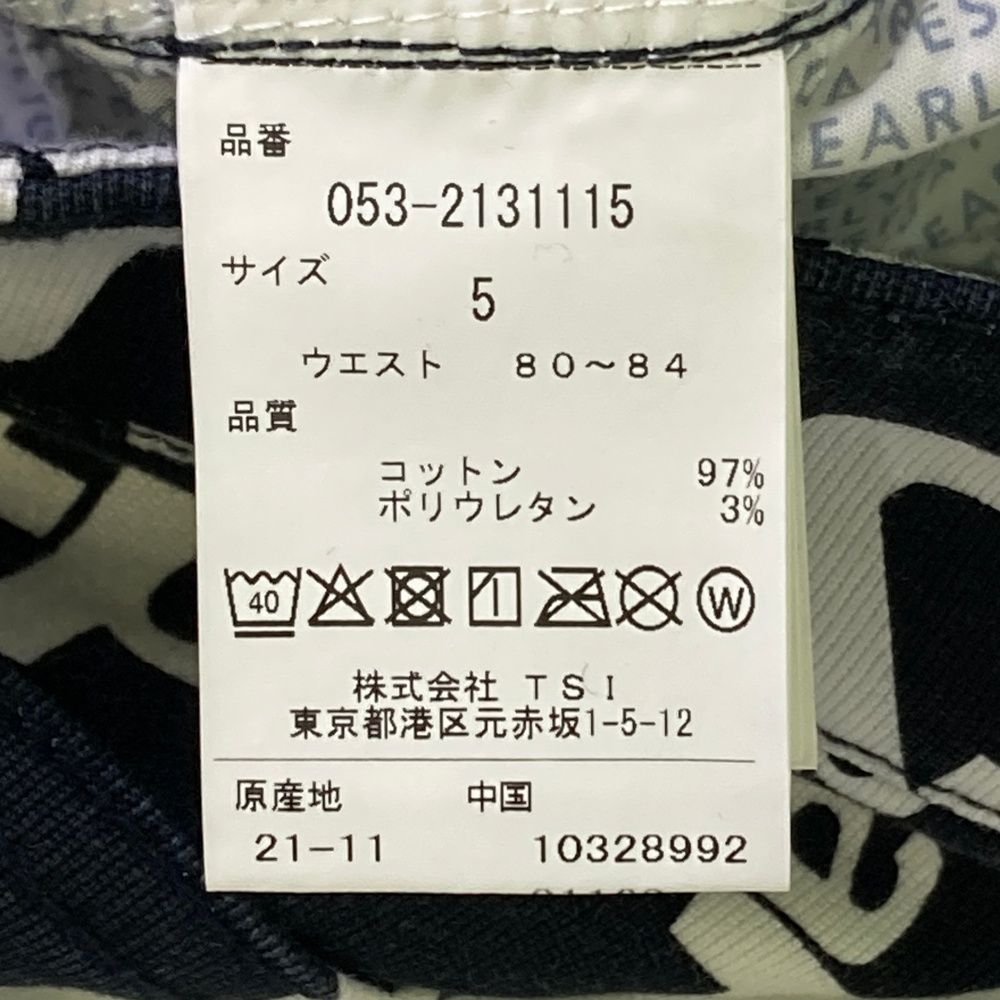 品番
053-2131115
サイズ
5
ウエスト 80～84
品質
コットン 97%
ポリウレタン 3%
40
W
株式会社 TSI
東京都港区元赤坂1-5-12
原産地 中国
21-11 10328992
EARL